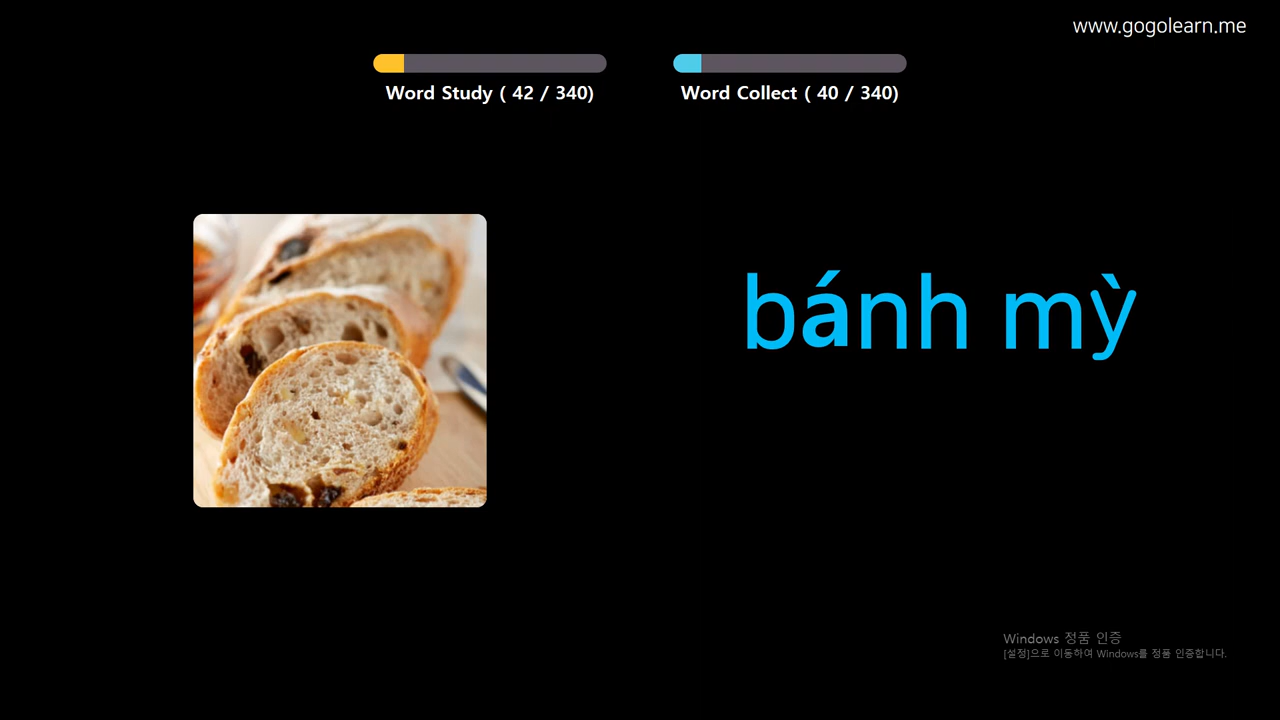 www.gogolearn.me
Word Study ( 42 / 340)
Word Collect ( 40 / 340)
bánh mỳ
Windows 정품 인증
[설정]으로 이동하여 Windows를 정품 인증합니다.